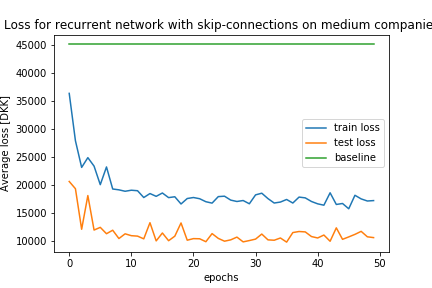 Loss for recurrent network with skip-connections on medium companie
45000
40000
35000
30000
25000
20000
15000
10000
Average loss [DKK]
train loss
test loss
baseline
0 10 20 30 40 50
epochs